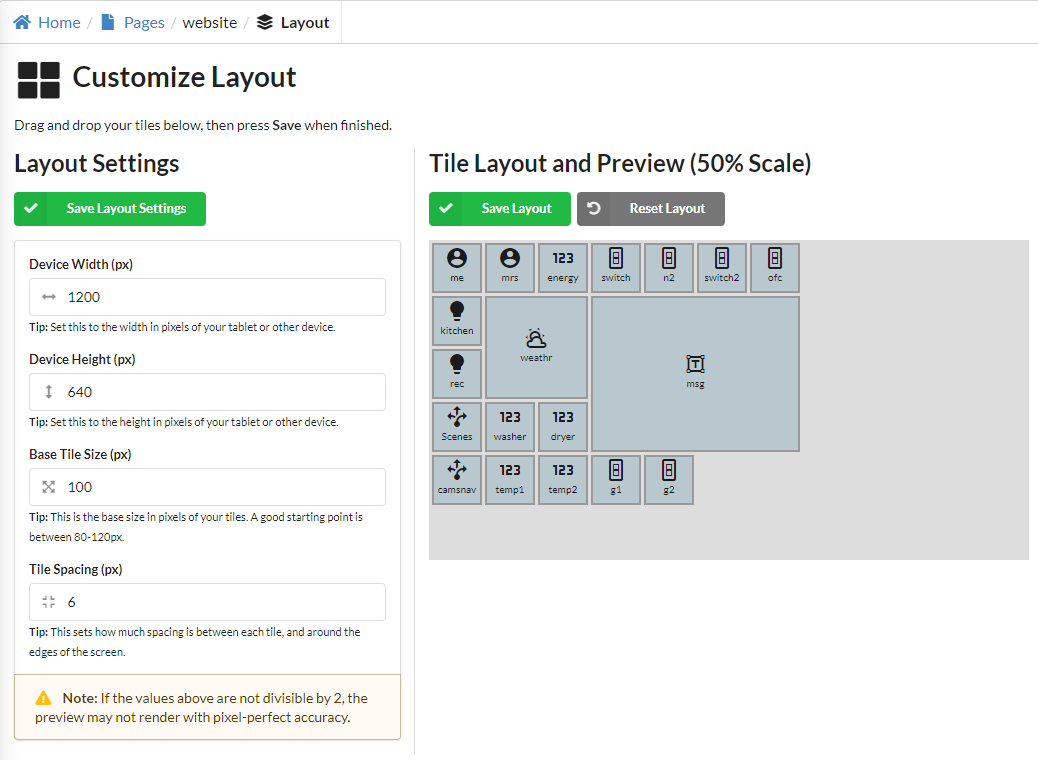 Home / Pages / website / Layout
Customize Layout
Drag and drop your tiles below, then press Save when finished.
Layout Settings
Save Layout Settings
Device Width (px)
1200
Tip: Set this to the width in pixels of your tablet or other device.
Device Height (px)
640
Tip: Set this to the height in pixels of your tablet or other device.
Base Tile Size (px)
100
Tip: This is the base size in pixels of your tiles. A good starting point is
between 80-120px.
Tile Spacing (px)
6
Tip: This sets how much spacing is between each tile, and around the
edges of the screen.
Note: If the values above are not divisible by 2, the
preview may not render with pixel-perfect accuracy.
Tile Layout and Preview (50% Scale)
Save Layout
Reset Layout
123
me mrs energy switch n2 switch2 ofc
kitchen
weathr
T
msg
rec
123 123
Scenes washer dryer
123 123
camsnav temp1 temp2 g1 g2